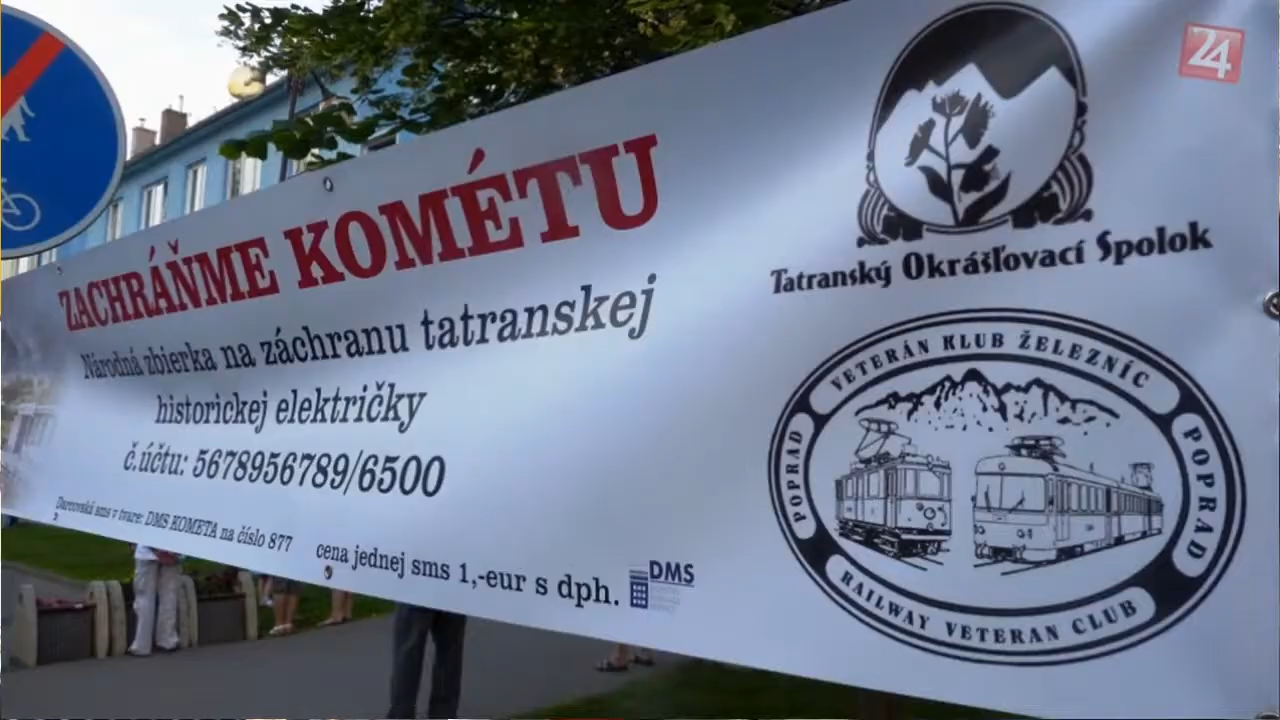 24
ZACHRÁŇME KOMÉTU
Národná zbierka na záchranu tatranskej
historickej električky
č.účtu: 5678956789/6500
Darcovská sms v tvare: DMS KOMETA na číslo 877
cena jednej sms 1,-eur s dph.
DMS
Tatranský Okrášľovací Spolok
VETERÁN KLUB ŽELEZNÍC
POPRAD
POPRAD
RAILWAY VETERAN CLUB